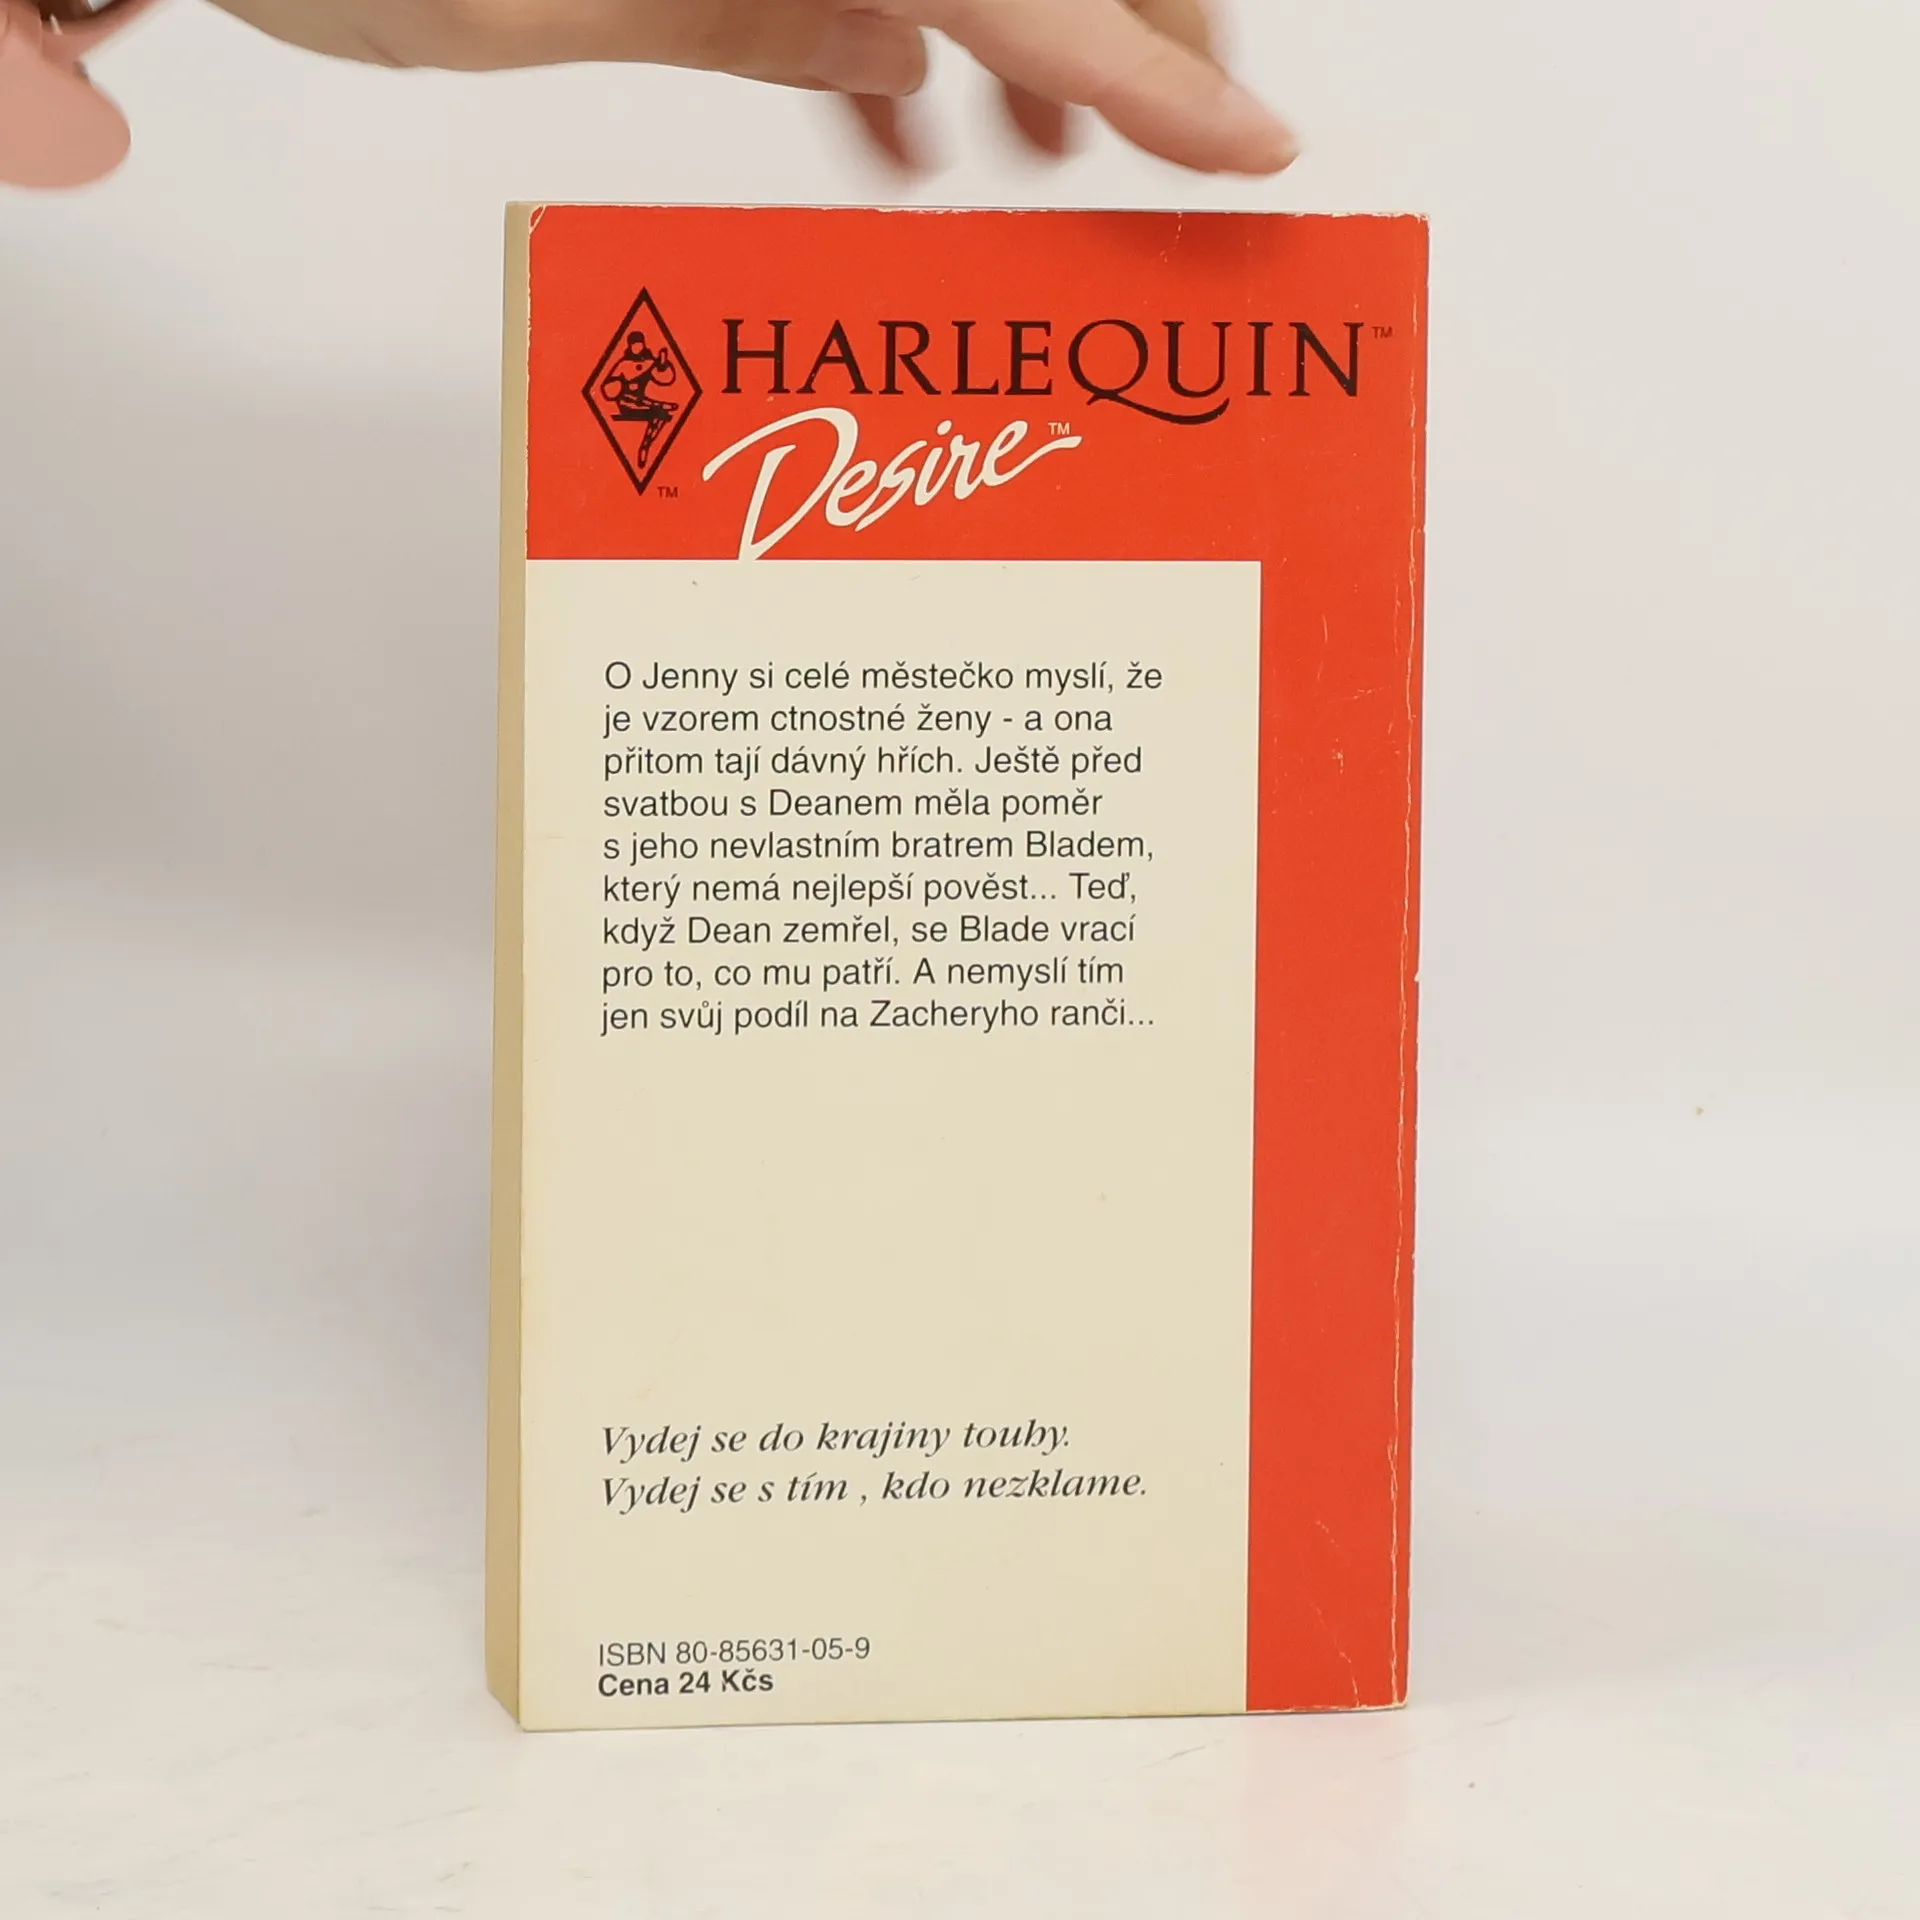 HARLEQUIN™
Desire™
TM
O Jenny si celé městečko myslí, že
je vzorem ctnostné ženy - a ona
přitom tají dávný hřích. Ještě před
svatbou s Deanem měla poměr
s jeho nevlastním bratrem Bladem,
který nemá nejlepší pověst... Teď,
když Dean zemřel, se Blade vrací
pro to, co mu patří. A nemyslí tím
jen svůj podíl na Zacheryho ranči...
Vydej se do krajiny touhy.
Vydej se s tím , kdo nezklame.
ISBN 80-85631-05-9
Cena 24 Kčs